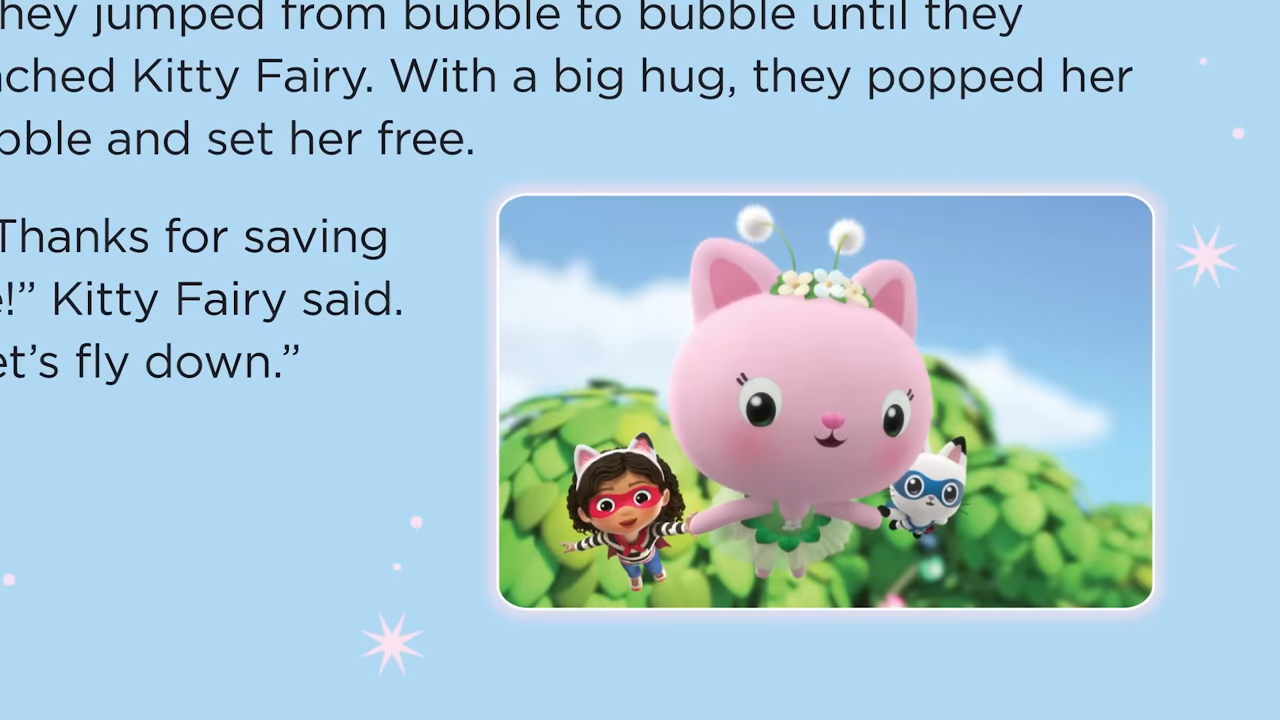 hey jumped from bubble to bubble until they
ched Kitty Fairy. With a big hug, they popped her
bble and set her free.
Thanks for saving
e!” Kitty Fairy said.
et’s fly down.”